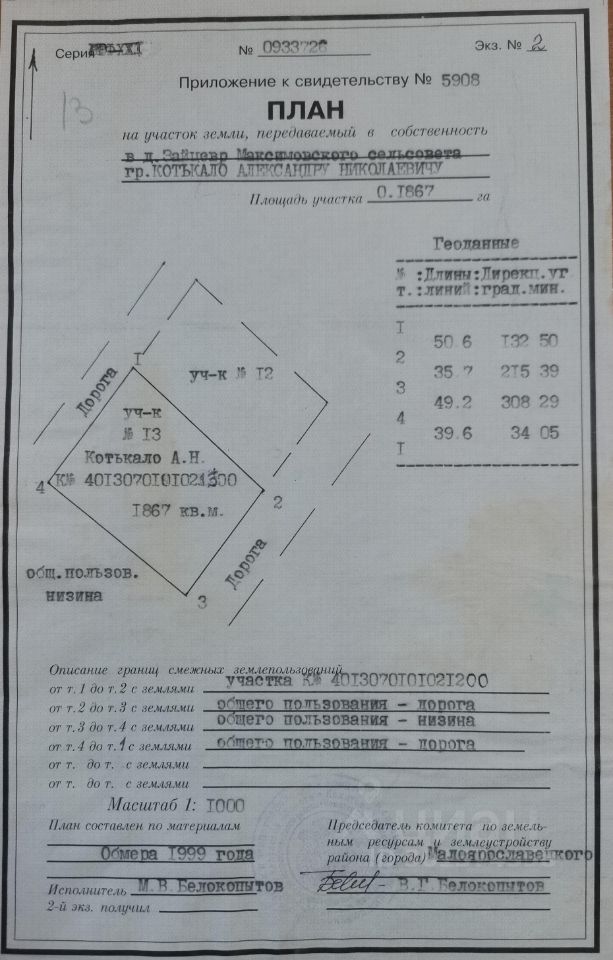 Серия № 0933726 Экз. № 2
13
Приложение к свидетельству № 5908
ПЛАН
на участок земли, передаваемый в собственность
в д.Зайцево Максимовского сельсовета
гр.КОТЬКАЛО АЛЕКСАНДРУ НИКОЛАЕВИЧУ
Площадь участка 0.1867 га
Геоданные
№ :Длины:Дирекц.уг
т.:линий:град.мин.
I
50.6 132 50
2
35.7 215 39
3
49.2 308 29
4
39.6 34 05
I
Дорога
I
уч-к № 12
уч-к
№ 13
Котькало А.Н.
4 К№ 4013070101021300
2
1867 кв.м.
Дорога
общ.пользов.
низина
3
Описание границ смежных землепользований
от т. 1 до т. 2 с землями участка К№ 401307010102I200
от т. 2 до т. 3 с землями общего пользования - дорога
от т. 3 до т. 4 с землями общего пользования - низина
от т. 4 до т. 1 с землями общего пользования - дорога
от т. до т. с землями
от т. до т. с землями
Масштаб 1: 1000
План составлен по материалам
Обмера 1999 года
Исполнитель М.В.Белокопытов
2-й экз. получил
Председатель комитета по земель-
ным ресурсам и землеустройству
района (города) Малоярославецкого
- В.Г.Белокопытов